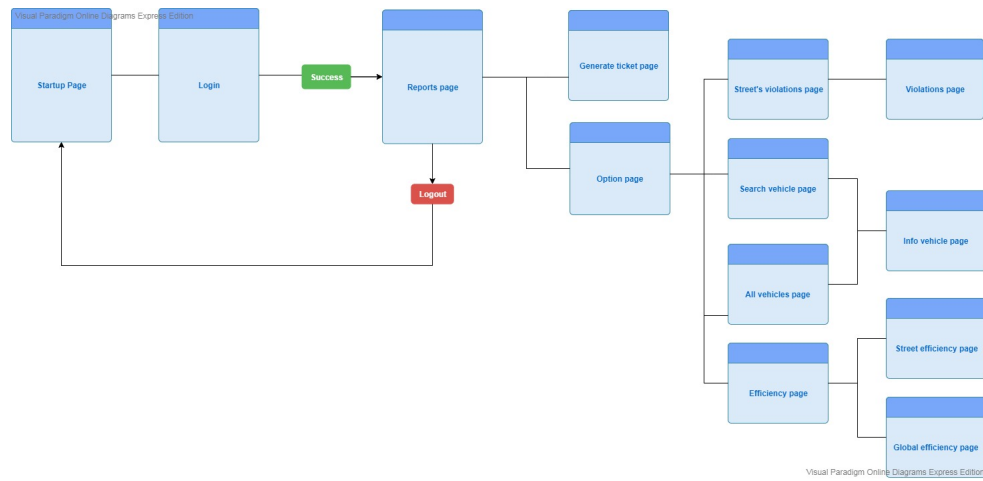 Visual Paradigm Online Diagrams Express Edition
Startup Page
Login
Success
Reports page
Logout
Generate ticket page
Option page
Street's violations page
Violations page
Search vehicle page
Info vehicle page
All vehicles page
Efficiency page
Street efficiency page
Global efficiency page
Visual Paradigm Online Diagrams Express Edition